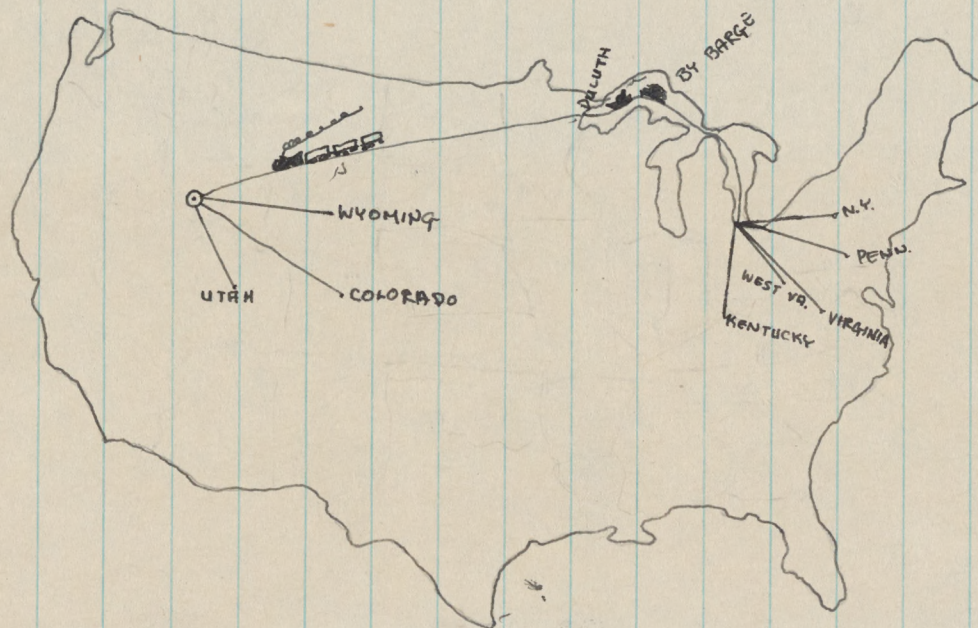 DULUTH
BY BARGE
WYOMING
UTAH
COLORADO
N.Y.
PENN.
WEST VA.
VIRGINIA
KENTUCKY